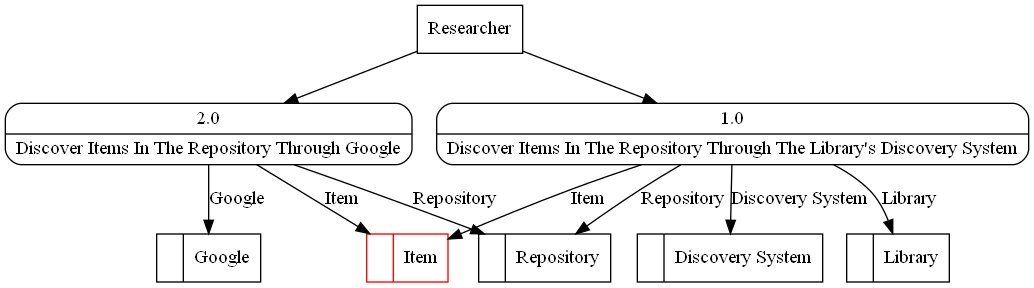 Researcher
2.0
Discover Items In The Repository Through Google
1.0
Discover Items In The Repository Through The Library's Discovery System
Google
Item
Repository
Item
Repository
Discovery System
Library
Google
Item
Repository
Discovery System
Library